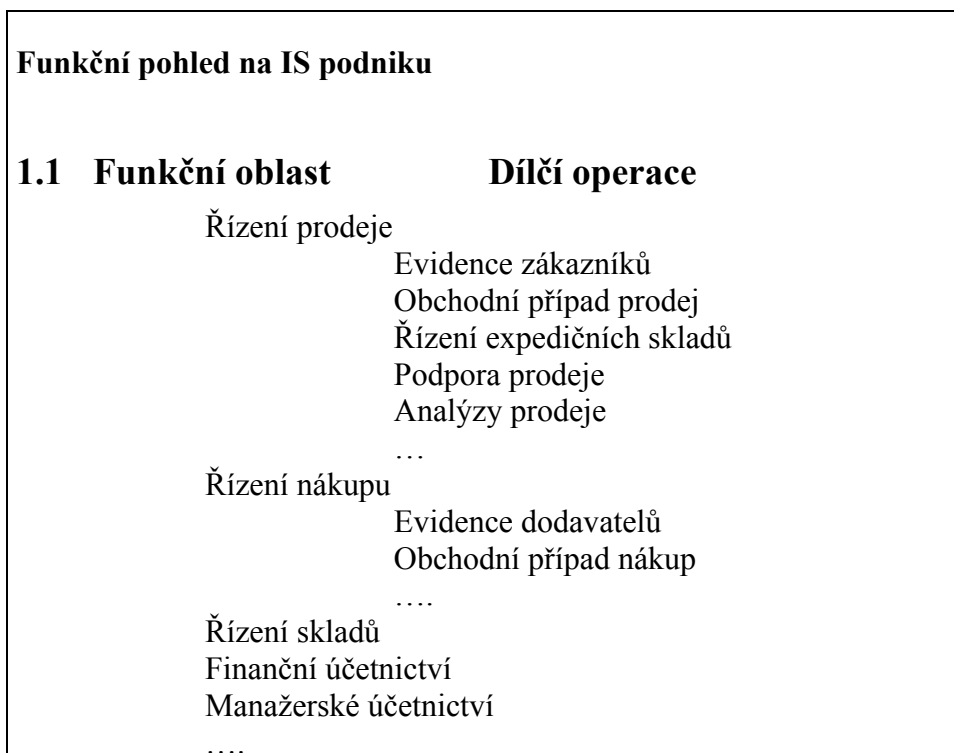 Funkční pohled na IS podniku
1.1 Funkční oblast Dílčí operace
Řízení prodeje
Evidence zákazníků
Obchodní případ prodej
Řízení expedičních skladů
Podpora prodeje
Analýzy prodeje
…
Řízení nákupu
Evidence dodavatelů
Obchodní případ nákup
….
Řízení skladů
Finanční účetnictví
Manažerské účetnictví
….